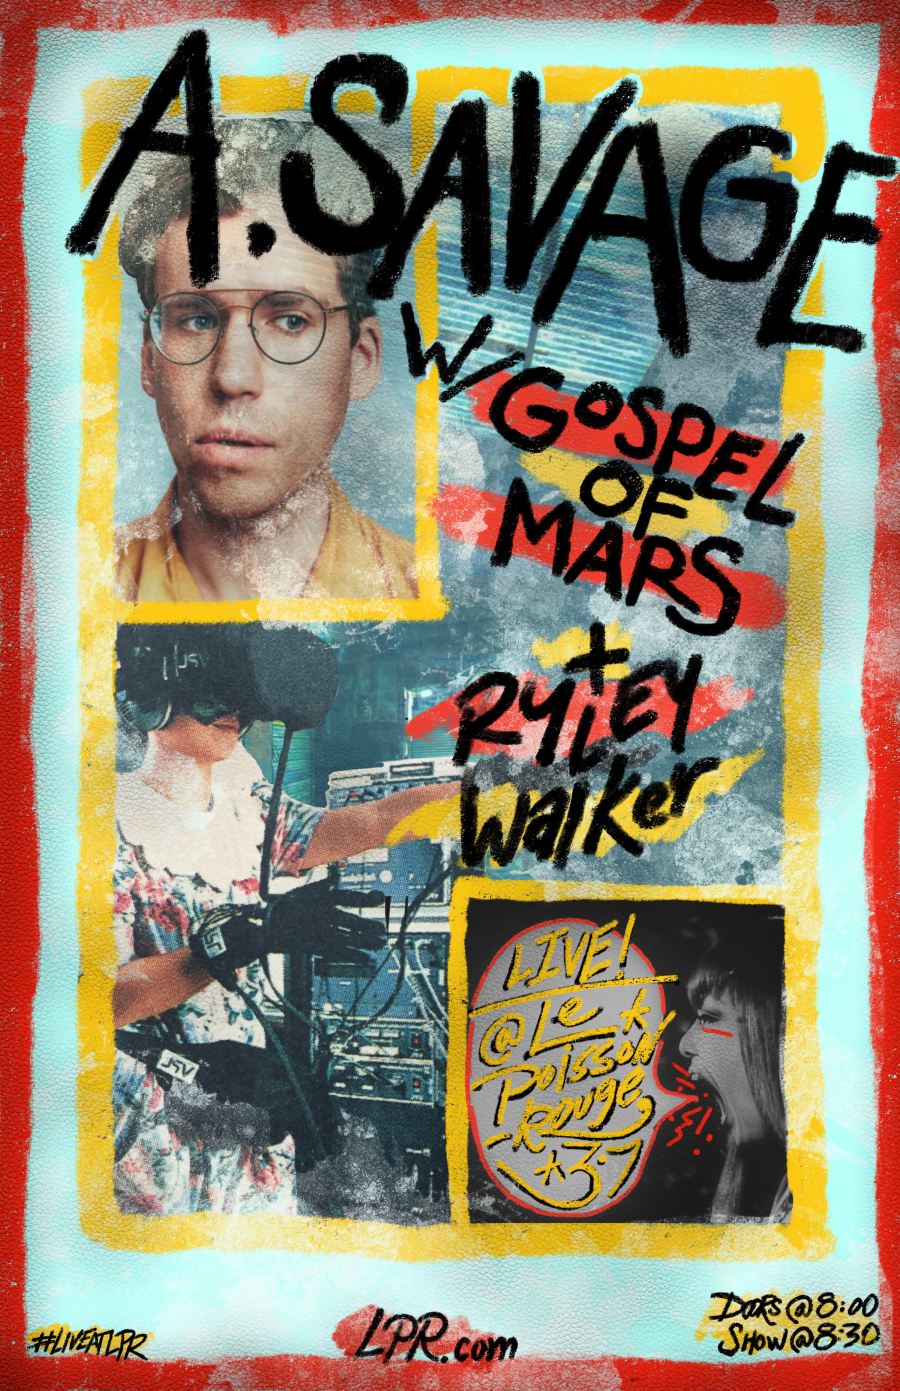 A. SAVAGE
W/ GOSPEL
OF
MARS
+
RYLEY
Walker
LIVE!
@ Le
Poisson
Rouge
3.7
#LIVEATLPR
LPR.com
DOORS @ 8:00
SHOW @ 8:30